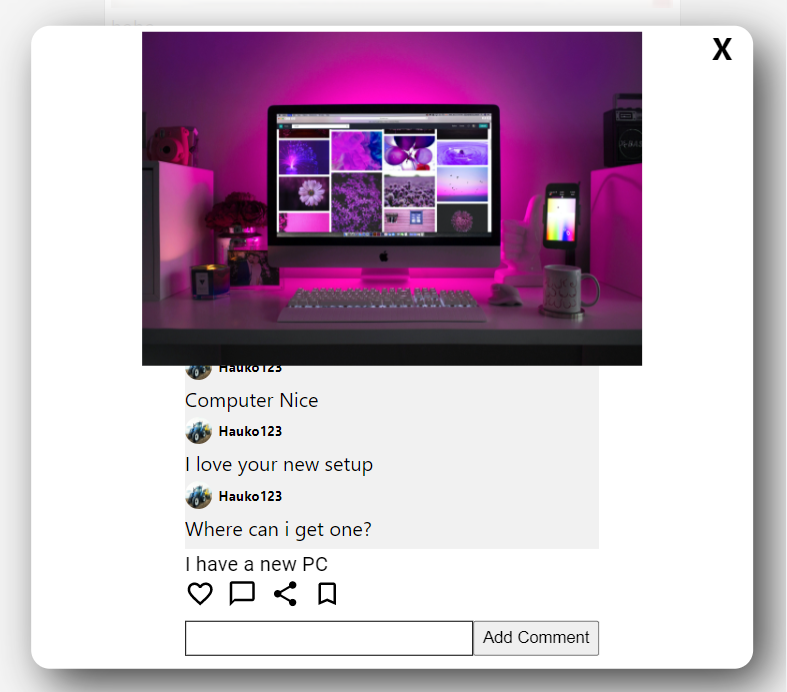 X
Hauko123
Computer Nice
Hauko123
I love your new setup
Hauko123
Where can i get one?
I have a new PC
Add Comment